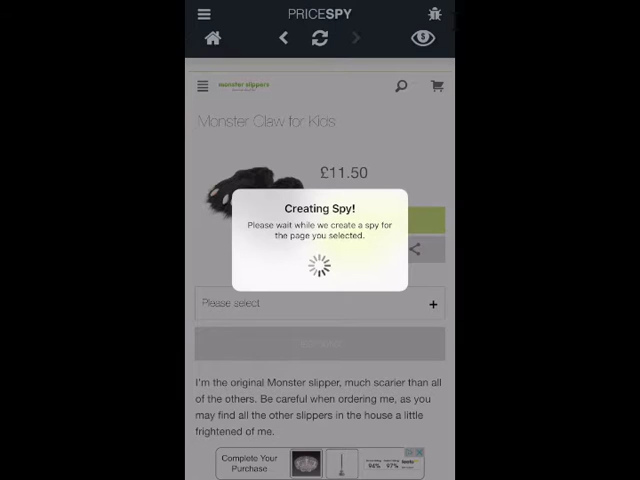 PRICESPY
monster slippers
Monster Claw for Kids
£11.50
Creating Spy!
Please wait while we create a spy for
the page you selected.
Please select
+
I'm the original Monster slipper, much scarier than all
of the others. Be careful when ordering me, as you
may find all the other slippers in the house a little
frightened of me.
Complete Your
Purchase
94% 97%